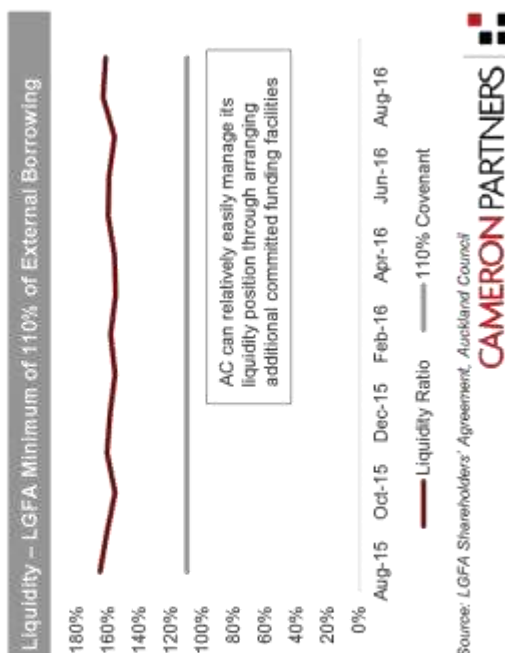 Liquidity – LGFA Minimum of 110% of External Borrowing
180%
160%
140%
120%
100%
80%
60%
40%
20%
0%
AC can relatively easily manage its
liquidity position through arranging
additional committed funding facilities
Aug-15 Oct-15 Dec-15 Feb-16 Apr-16 Jun-16 Aug-16
Liquidity Ratio 110% Covenant
Source: LGFA Shareholders' Agreement, Auckland Council
CAMERON PARTNERS